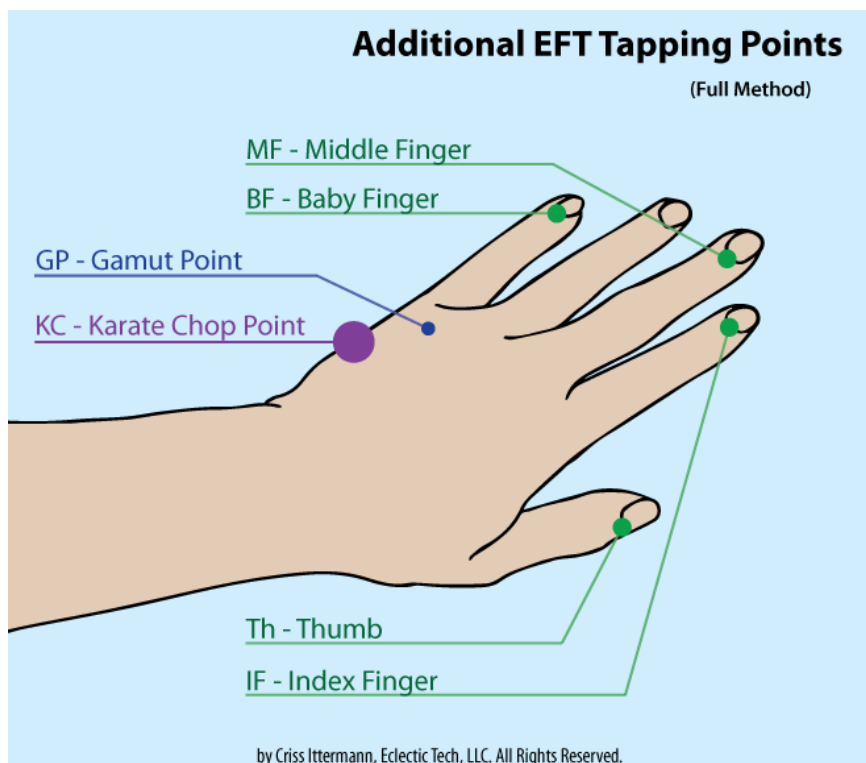 Additional EFT Tapping Points
(Full Method)
MF - Middle Finger
BF - Baby Finger
GP - Gamut Point
KC - Karate Chop Point
Th - Thumb
IF - Index Finger
by Criss Ittermann, Eclectic Tech, LLC. All Rights Reserved.